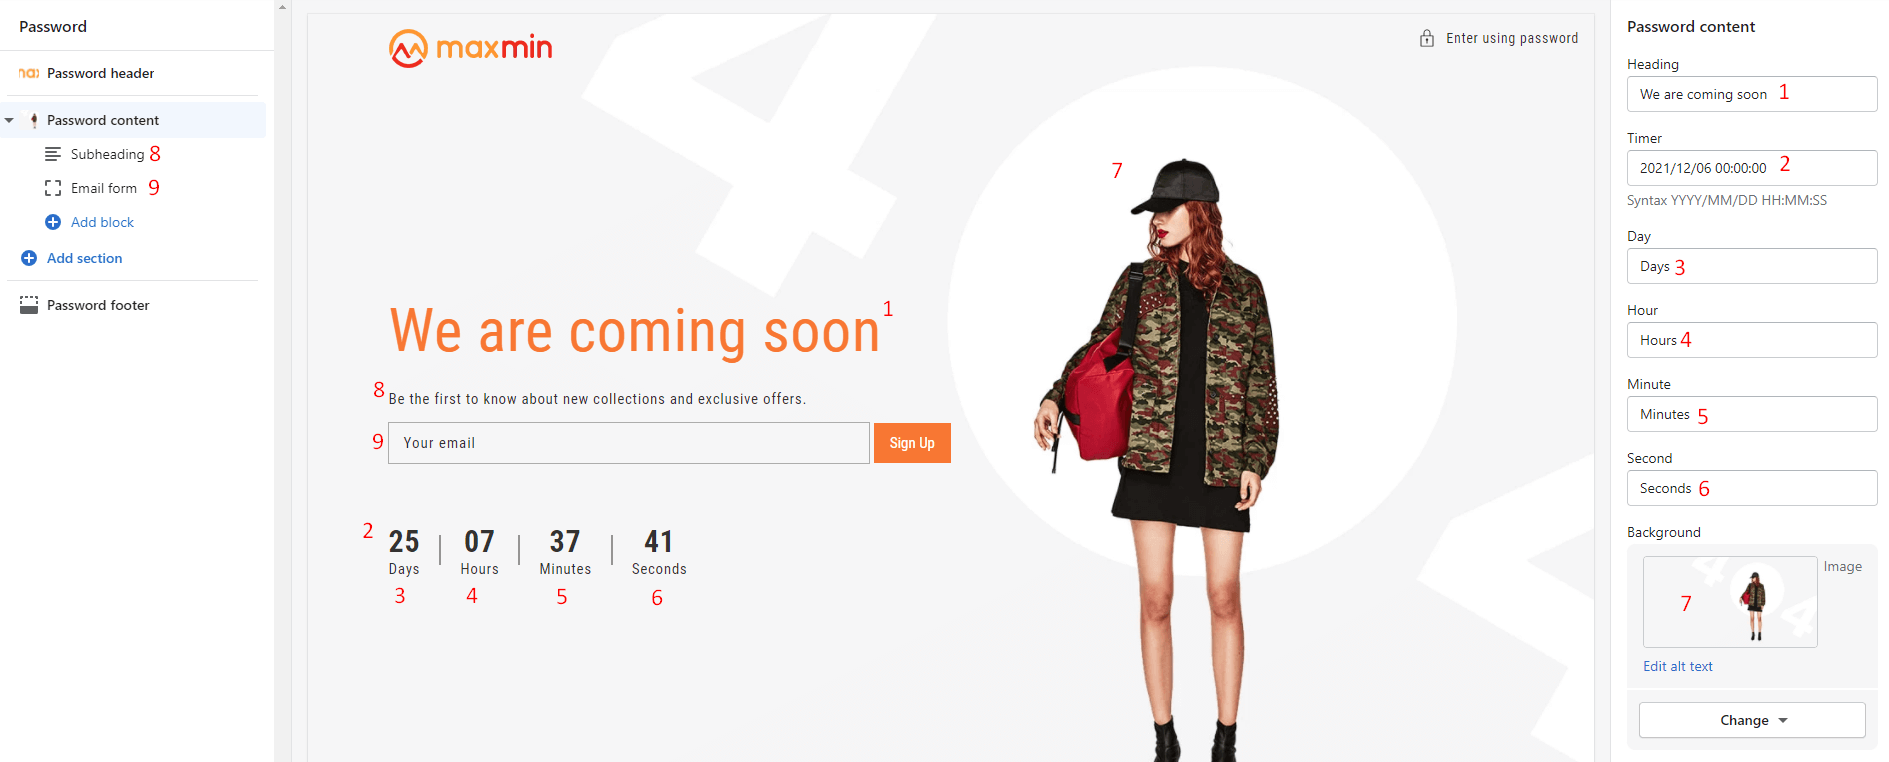 Password
Password header
Password content
Subheading 8
Email form 9
Add block
Add section
Password footer
maxmin
Enter using password
7
We are coming soon 1
8 Be the first to know about new collections and exclusive offers.
9 Your email
Sign Up
2 25 07 37 41
Days Hours Minutes Seconds
3 4 5 6
Password content
Heading
We are coming soon 1
Timer
2021/12/06 00:00:00 2
Syntax YYYY/MM/DD HH:MM:SS
Day
Days 3
Hour
Hours 4
Minute
Minutes 5
Second
Seconds 6
Background
7
Image
Edit alt text
Change